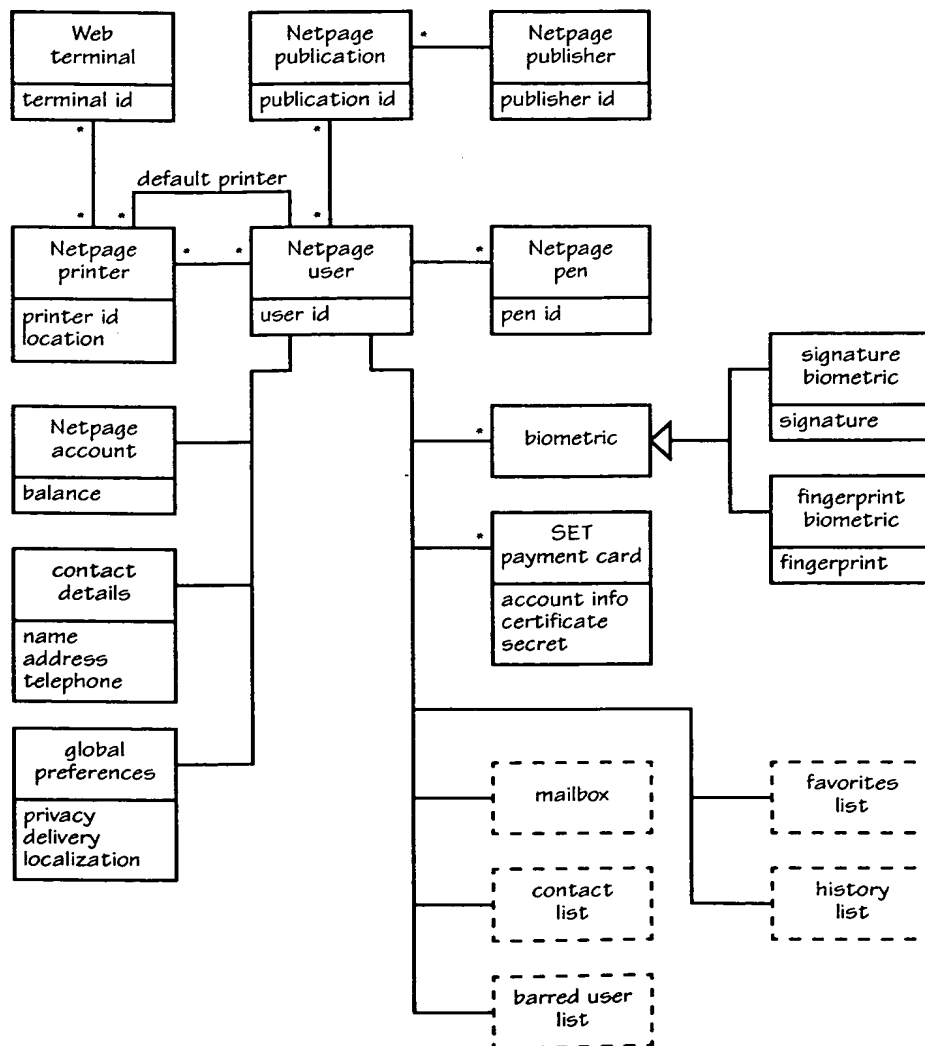 Web
terminal
terminal id
Netpage
publication
publication id
*
Netpage
publisher
publisher id
*
*
default printer
*
*
*
Netpage
printer
printer id
location
*
*
Netpage
user
user id
*
Netpage
pen
pen id
signature
biometric
signature
Netpage
account
balance
*
biometric
fingerprint
biometric
fingerprint
*
SET
payment card
account info
certificate
secret
contact
details
name
address
telephone
global
preferences
privacy
delivery
localization
mailbox
favorites
list
contact
list
history
list
barred user
list